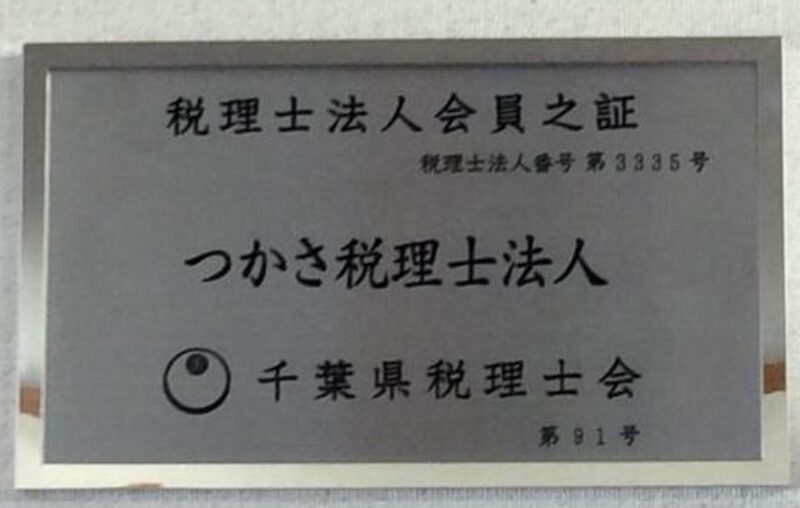 税理士法人会員之証
税理士法人番号 第3335号
つかさ税理士法人
千葉県税理士会
第91号